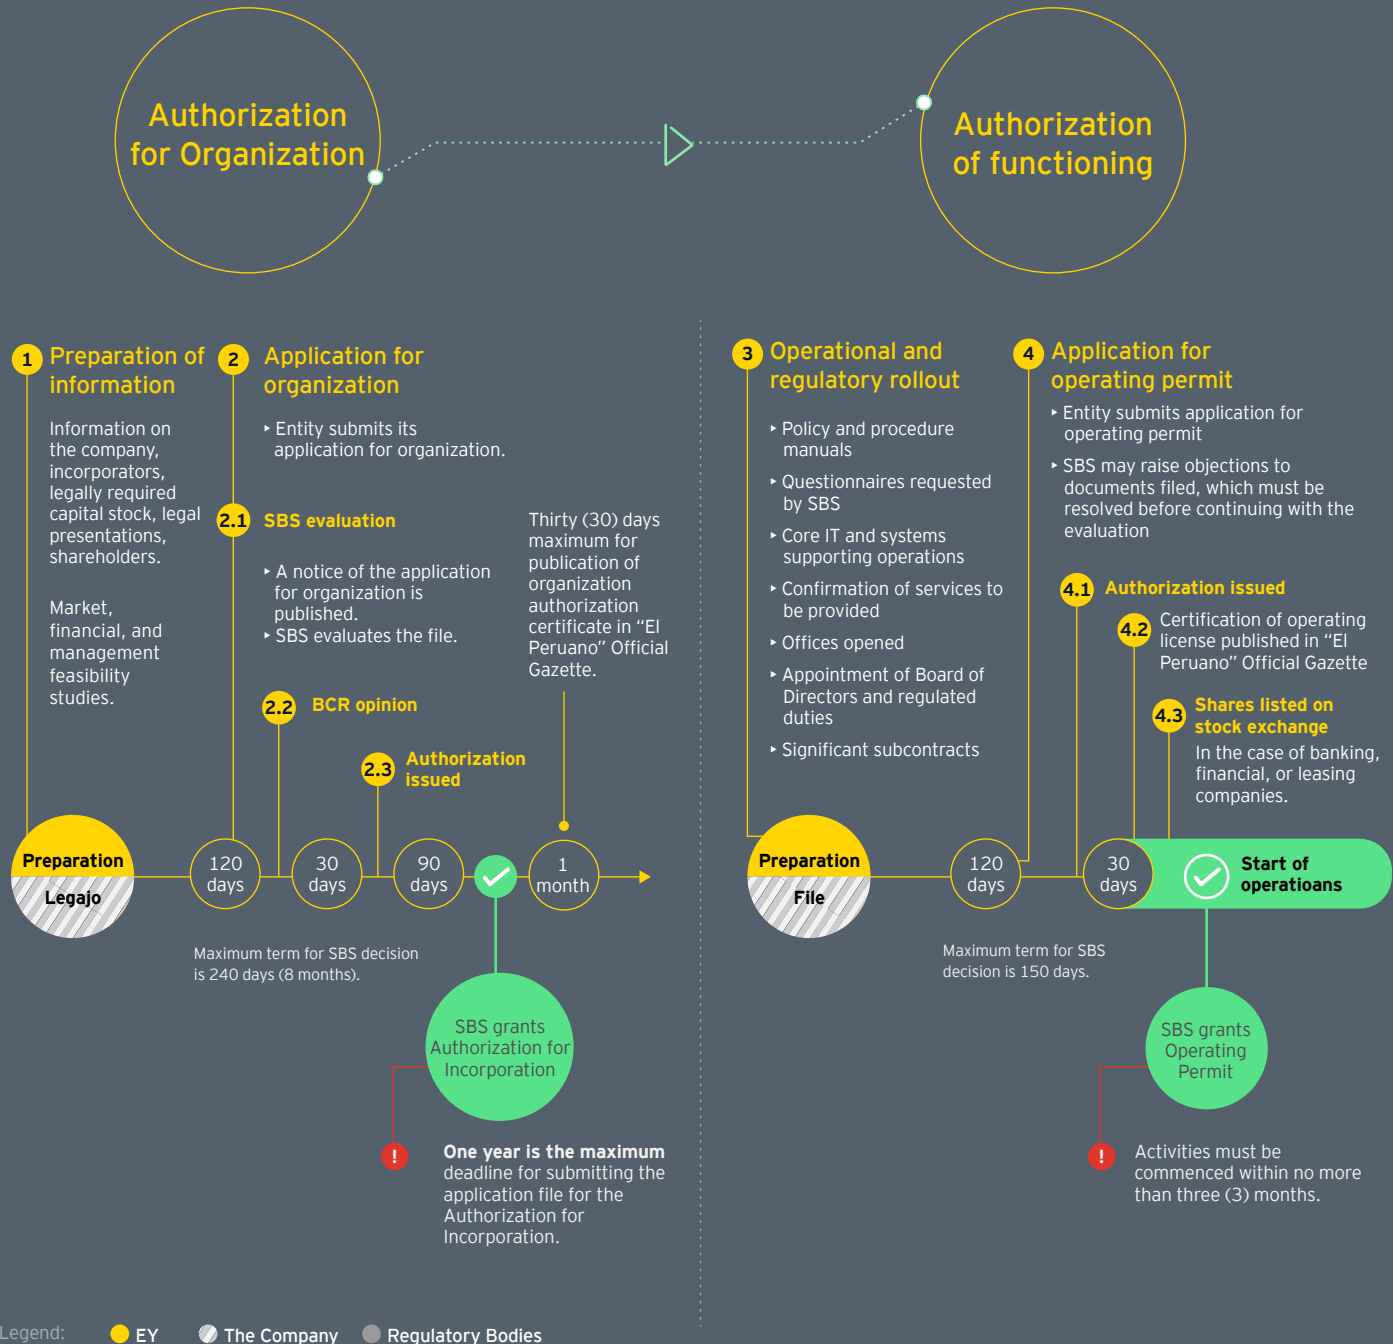 Authorization
for Organization
Authorization
of functioning
1
Preparation of
information
Information on
the company,
incorporators,
legally required
capital stock, legal
presentations,
shareholders.
Market,
financial, and
management
feasibility
studies.
2
Application for
organization
‣ Entity submits its
application for organization.
2.1
SBS evaluation
‣ A notice of the application
for organization is
published.
‣ SBS evaluates the file.
2.2
BCR opinion
2.3
Authorization
issued
Thirty (30) days
maximum for
publication of
organization
authorization
certificate in “El
Peruano” Official
Gazette.
Preparation
Legajo
120
days
30
days
90
days
1
month
Maximum term for SBS decision
is 240 days (8 months).
SBS grants
Authorization for
Incorporation
!
One year is the maximum
deadline for submitting the
application file for the
Authorization for
Incorporation.
3
Operational and
regulatory rollout
‣ Policy and procedure
manuals
‣ Questionnaires requested
by SBS
‣ Core IT and systems
supporting operations
‣ Confirmation of services to
be provided
‣ Offices opened
‣ Appointment of Board of
Directors and regulated
duties
‣ Significant subcontracts
4
Application for
operating permit
‣ Entity submits application for
operating permit
‣ SBS may raise objections to
documents filed, which must be
resolved before continuing with the
evaluation
4.1
Authorization issued
4.2
Certification of operating
license published in “El
Peruano” Official Gazette
4.3
Shares listed on
stock exchange
In the case of banking,
financial, or leasing
companies.
Preparation
File
120
days
30
days
Start of
operatioans
Maximum term for SBS
decision is 150 days.
SBS grants
Operating
Permit
!
Activities must be
commenced within no more
than three (3) months.
Legend:
EY
The Company
Regulatory Bodies